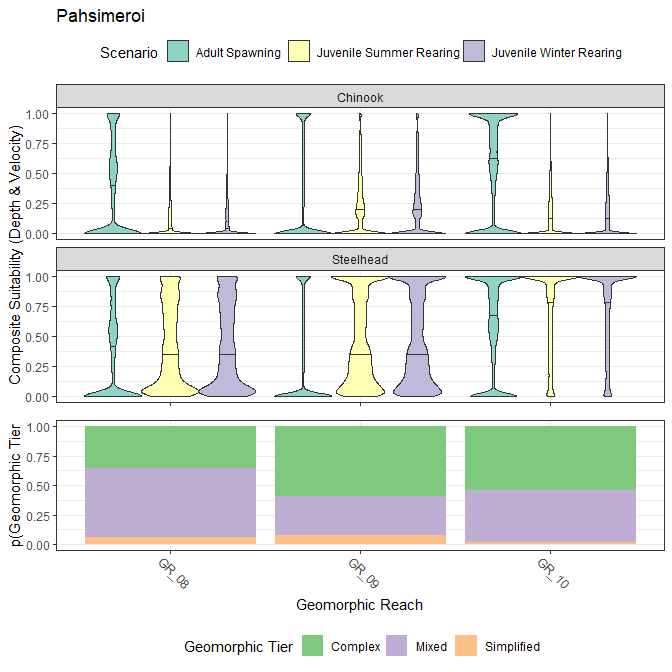 Pahsimeroi
Scenario Adult Spawning Juvenile Summer Rearing Juvenile Winter Rearing
Composite Suitability (Depth & Velocity)
Chinook
1.00
0.75
0.50
0.25
0.00
Steelhead
1.00
0.75
0.50
0.25
0.00
p(Geomorphic Tier
1.00
0.75
0.50
0.25
0.00
GR_08 GR_09 GR_10
Geomorphic Reach
Geomorphic Tier Complex Mixed Simplified